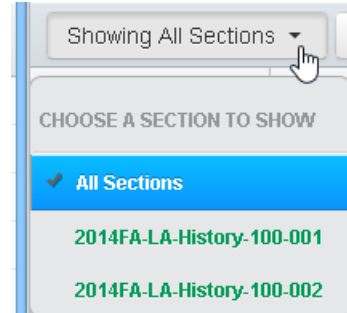 Showing All Sections
CHOOSE A SECTION TO SHOW
All Sections
2014FA-LA-History-100-001
2014FA-LA-History-100-002